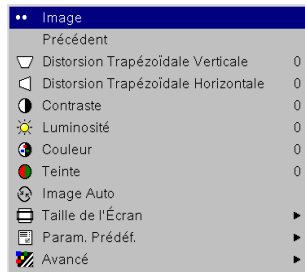 Image
Précédent
Distorsion Trapézoïdale Verticale 0
Distorsion Trapézoïdale Horizontale 0
Contraste 0
Luminosité 0
Couleur 0
Teinte 0
Image Auto
Taille de l'Écran
Param. Prédéf.
Avancé